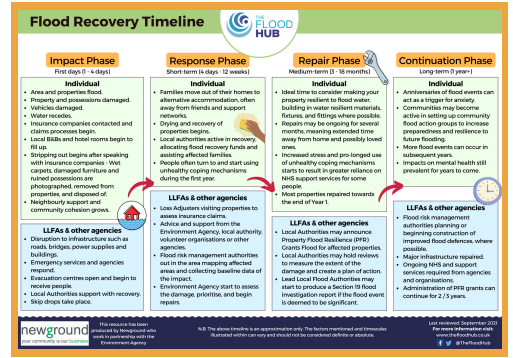 Flood Recovery Timeline
THE
FLOOD
HUB
Impact Phase
First days (1 - 4 days)
Individual
Area and properties flood.
Property and possessions damaged.
Vehicles damaged.
Water recedes.
Insurance companies contacted and
claims processes begin.
Local B&Bs and hotel rooms begin to
fill up.
Stripping out begins after speaking
with insurance companies - Wet
carpets, damaged furniture and
ruined possessions are
photographed, removed from
properties, and disposed of.
Neighbourly support and
community cohesion grows.
LLFAs & other agencies
Disruption to infrastructure such as
roads, bridges, power supplies and
buildings.
Emergency services and agencies
respond.
Evacuation centres open and begin to
receive people.
Local Authorities support with recovery.
Skip drops take place.
Response Phase
Short-term (4 days - 12 weeks)
Individual
Families move out of their homes to
alternative accommodation, often
away from friends and support
networks.
Drying and recovery of
properties begins.
Local authorities active in recovery,
allocating flood recovery funds and
assisting affected families.
People often turn to and start using
unhealthy coping mechanisms
during the first year.
LLFAs & other agencies
Loss Adjusters visiting properties to
assess insurance claims.
Advice and support from the
Environment Agency, local authority,
volunteer organisations or other
agencies.
Flood risk management authorities
out in the area mapping affected
areas and collecting baseline data of
the impact.
Environment Agency start to assess
the damage, prioritise, and begin
repairs.
Repair Phase
Medium-term (3 - 18 months)
Individual
Ideal time to consider making your
property resilient to flood water,
building in water resilient materials,
fixtures, and fittings where possible.
Repairs may be ongoing for several
months, meaning extended time
away from home and possibly loved
ones.
Increased stress and pro-longed use
of unhealthy coping mechanisms
starts to result in greater reliance on
NHS support services for some
people.
Most properties repaired towards
the end of Year 1.
LLFAs & other agencies
Local Authorities may announce
Property Flood Resilience (PFR)
Grants Flood for affected properties.
Local Authorities may hold reviews
to measure the extent of the
damage and create a plan of action.
Lead Local Flood Authorities may
start to produce a Section 19 flood
investigation report if the flood event
is deemed to be significant.
Continuation Phase
Long-term (1 year+)
Individual
Anniversaries of flood events can
act as a trigger for anxiety.
Communities may become
active in setting up community
flood action groups to increase
preparedness and resilience to
future flooding.
More flood events can occur in
subsequent years.
Impacts on mental health still
prevalent for years to come.
LLFAs & other agencies
Flood risk management
authorities planning or
beginning construction of
improved flood defences, where
possible.
Major infrastructure repaired.
Ongoing NHS and support
services required from agencies
and organisations.
Administration of PFR grants can
continue for 2 / 3 years.
newground
your community is our business
This resource has been
produced by Newground who
work in partnership with the
Environment Agency
N.B. The above timeline is an approximation only. The factors mentioned and timescales
illustrated within can vary and should not be considered definite or absolute.
Last reviewed: September 2021
For more information visit:
www.thefloodhub.co.uk
@TheFloodHub